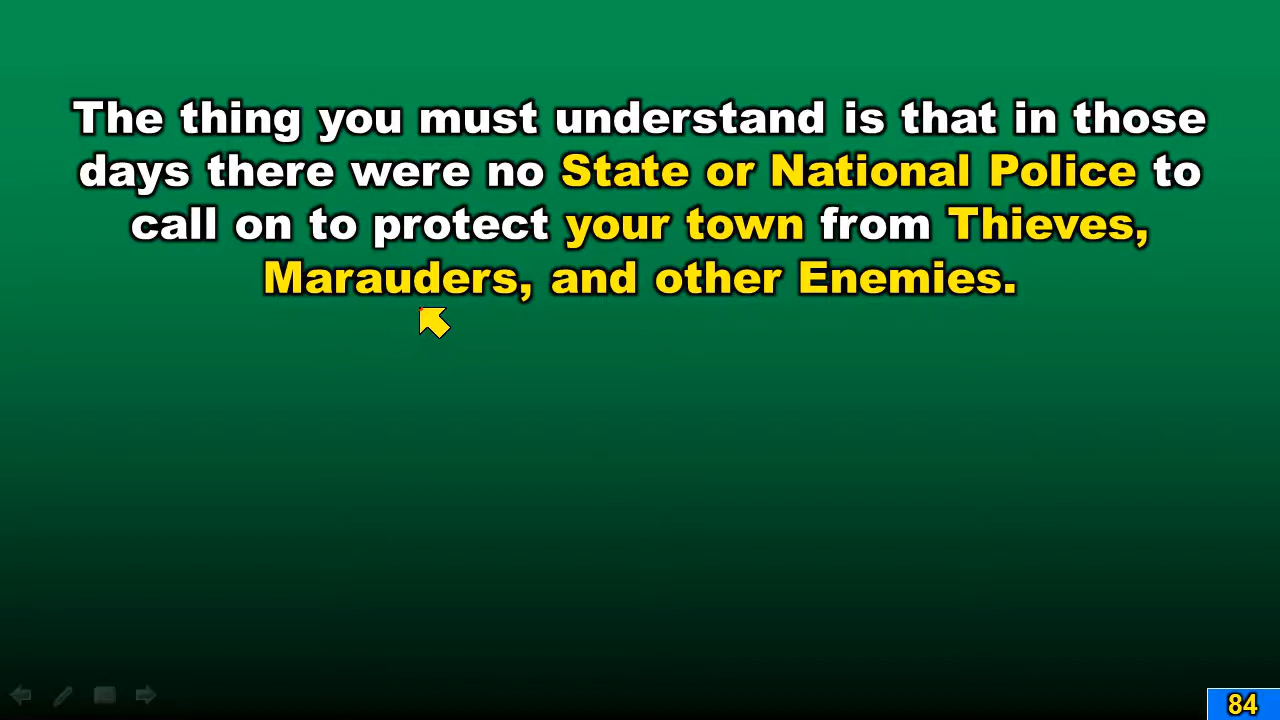 The thing you must understand is that in those
days there were no State or National Police to
call on to protect your town from Thieves,
Marauders, and other Enemies.
84